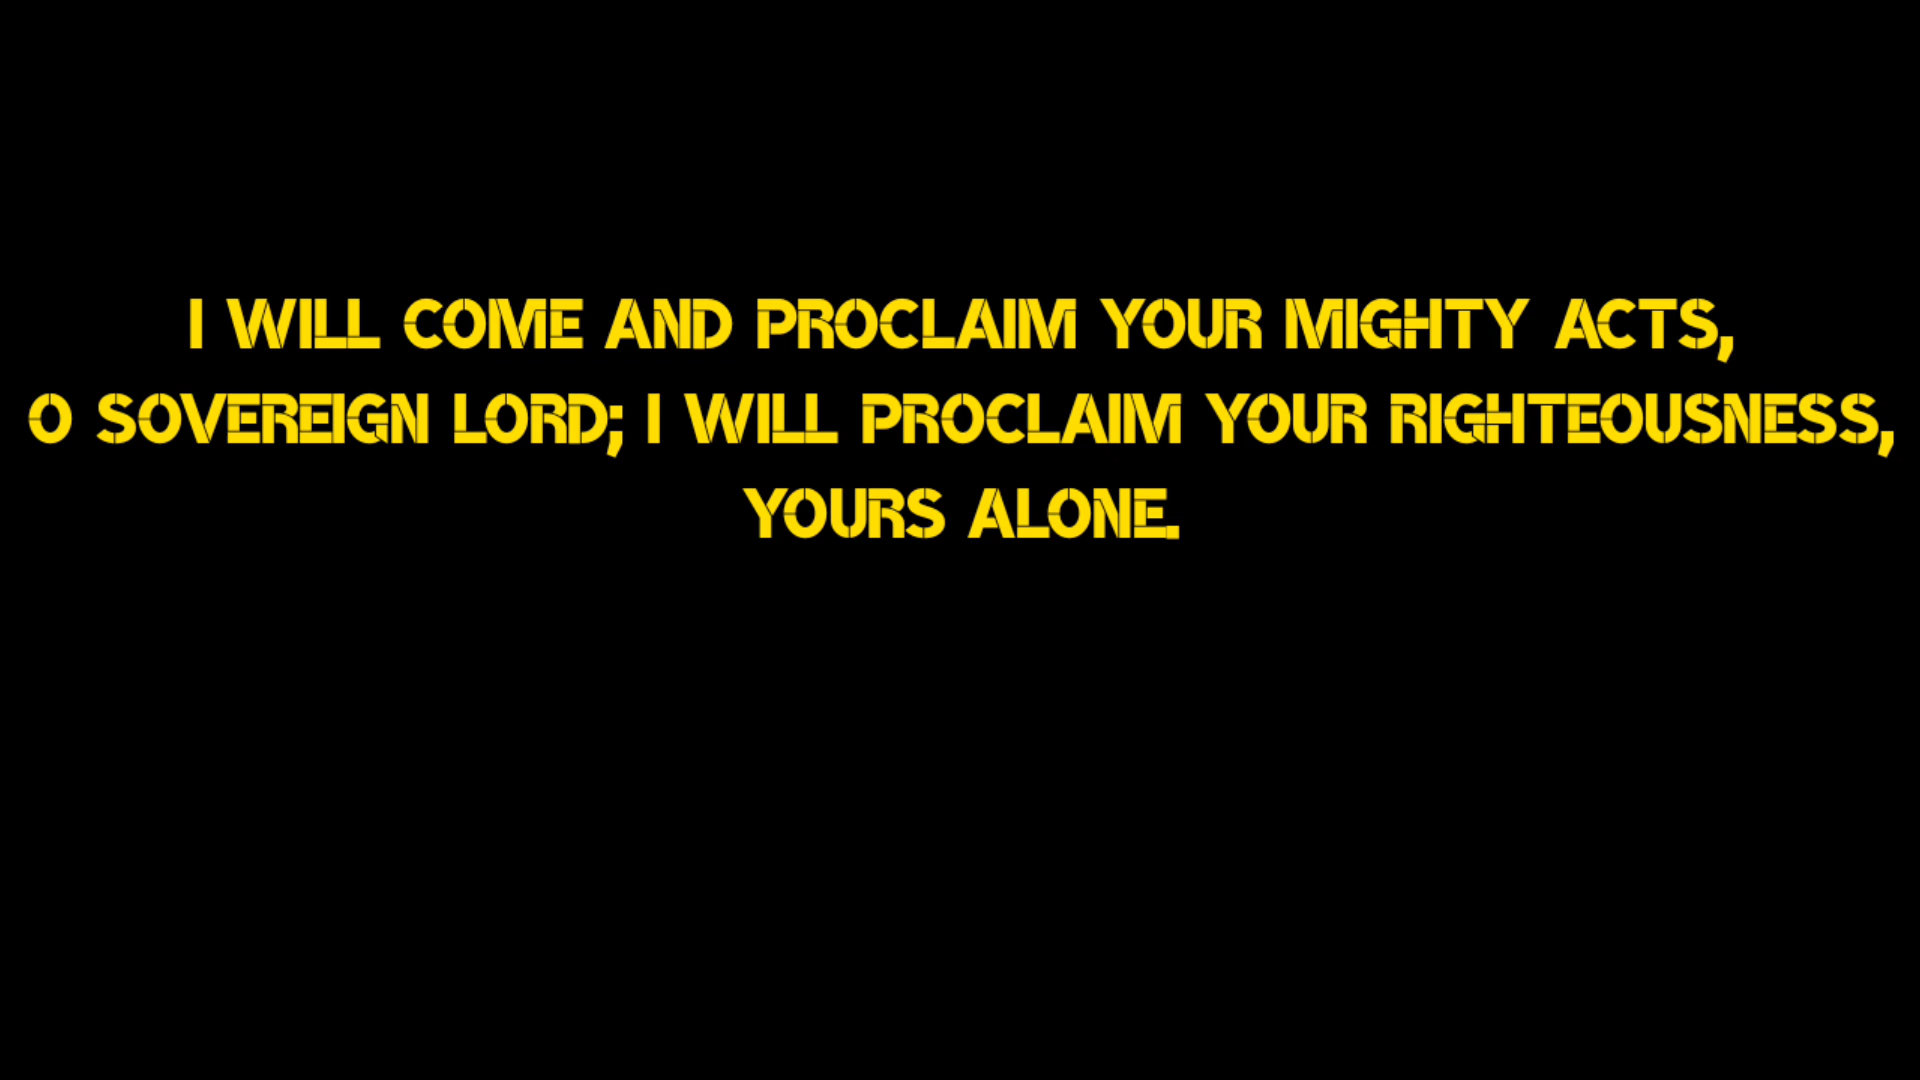 I WILL COME AND PROCLAIM YOUR MIGHTY ACTS,
O SOVEREIGN LORD; I WILL PROCLAIM YOUR RIGHTEOUSNESS,
YOURS ALONE.